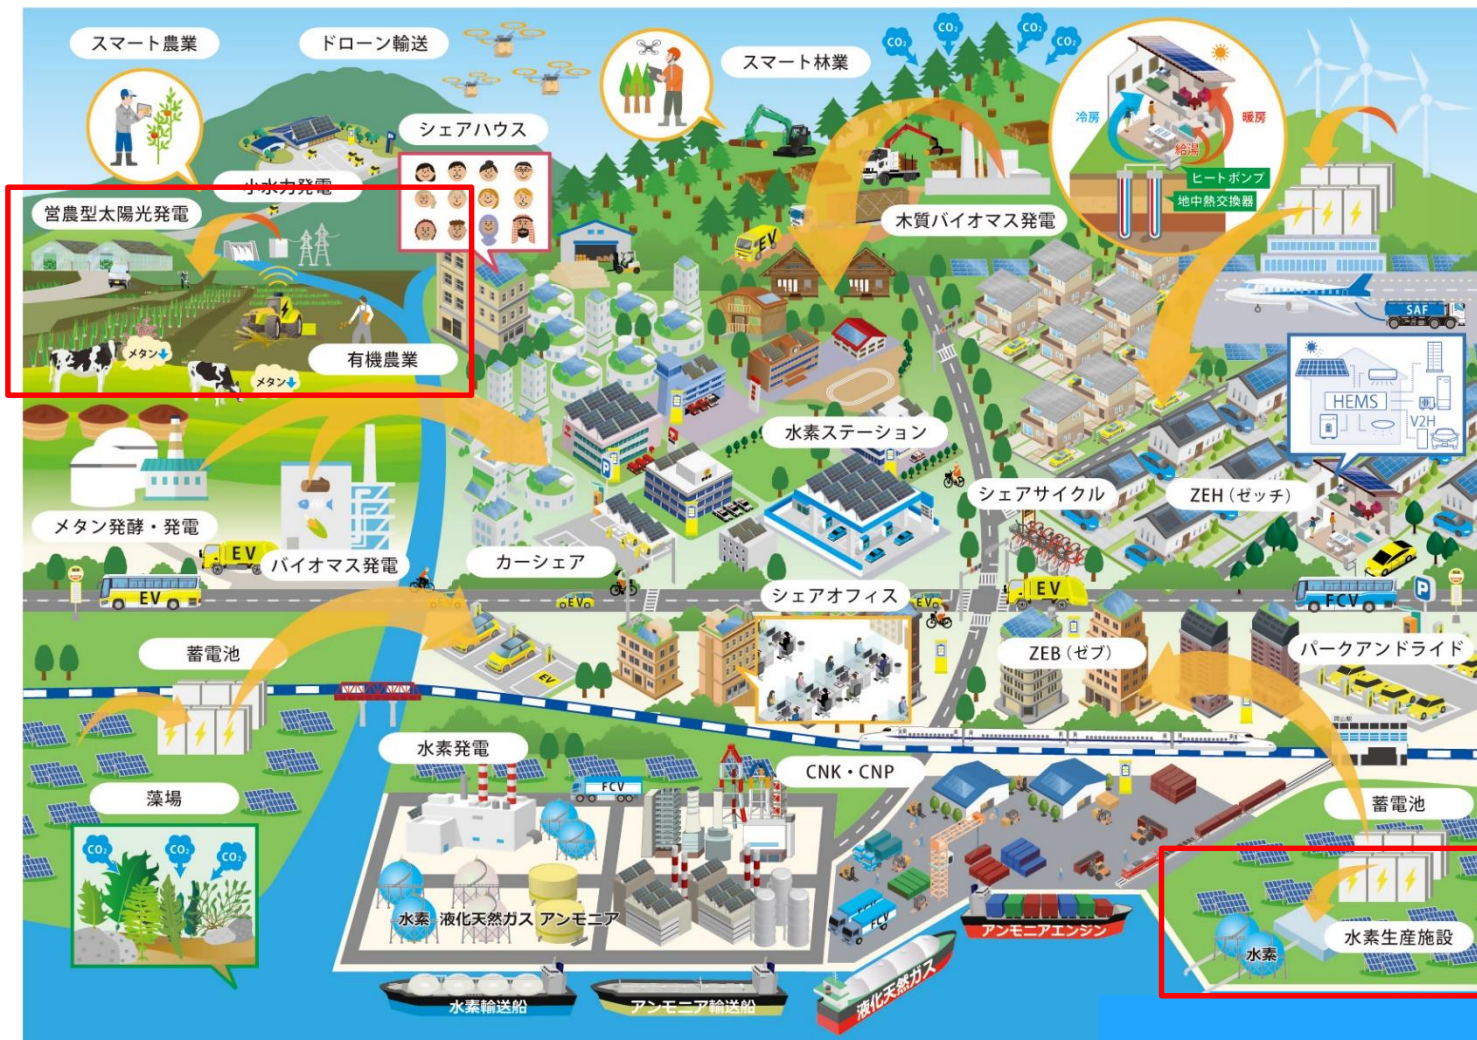 スマート農業
ドローン輸送
スマート林業
CO₂
CO₂
CO₂
CO₂
冷房
暖房
給湯
ヒートポンプ
地中熱交換器
シェアハウス
小水力発電
営農型太陽光発電
木質バイオマス発電
EV
SAF
メタン
メタン
有機農業
HEMS
V2H
水素ステーション
P
シェアサイクル
ZEH(ゼッチ)
メタン発酵・発電
EV
バイオマス発電
カーシェア
EV
EV
シェアオフィス
EV
EV
FCV
P
ZEB(ゼブ)
パークアンドライド
蓄電池
EV
水素発電
FCV
CNK・CNP
藻場
CO₂
CO₂
CO₂
蓄電池
水素
液化天然ガス
アンモニア
FCV
アンモニアエンジン
液化天然ガス
水素
水素生産施設
水素輸送船
アンモニア輸送船